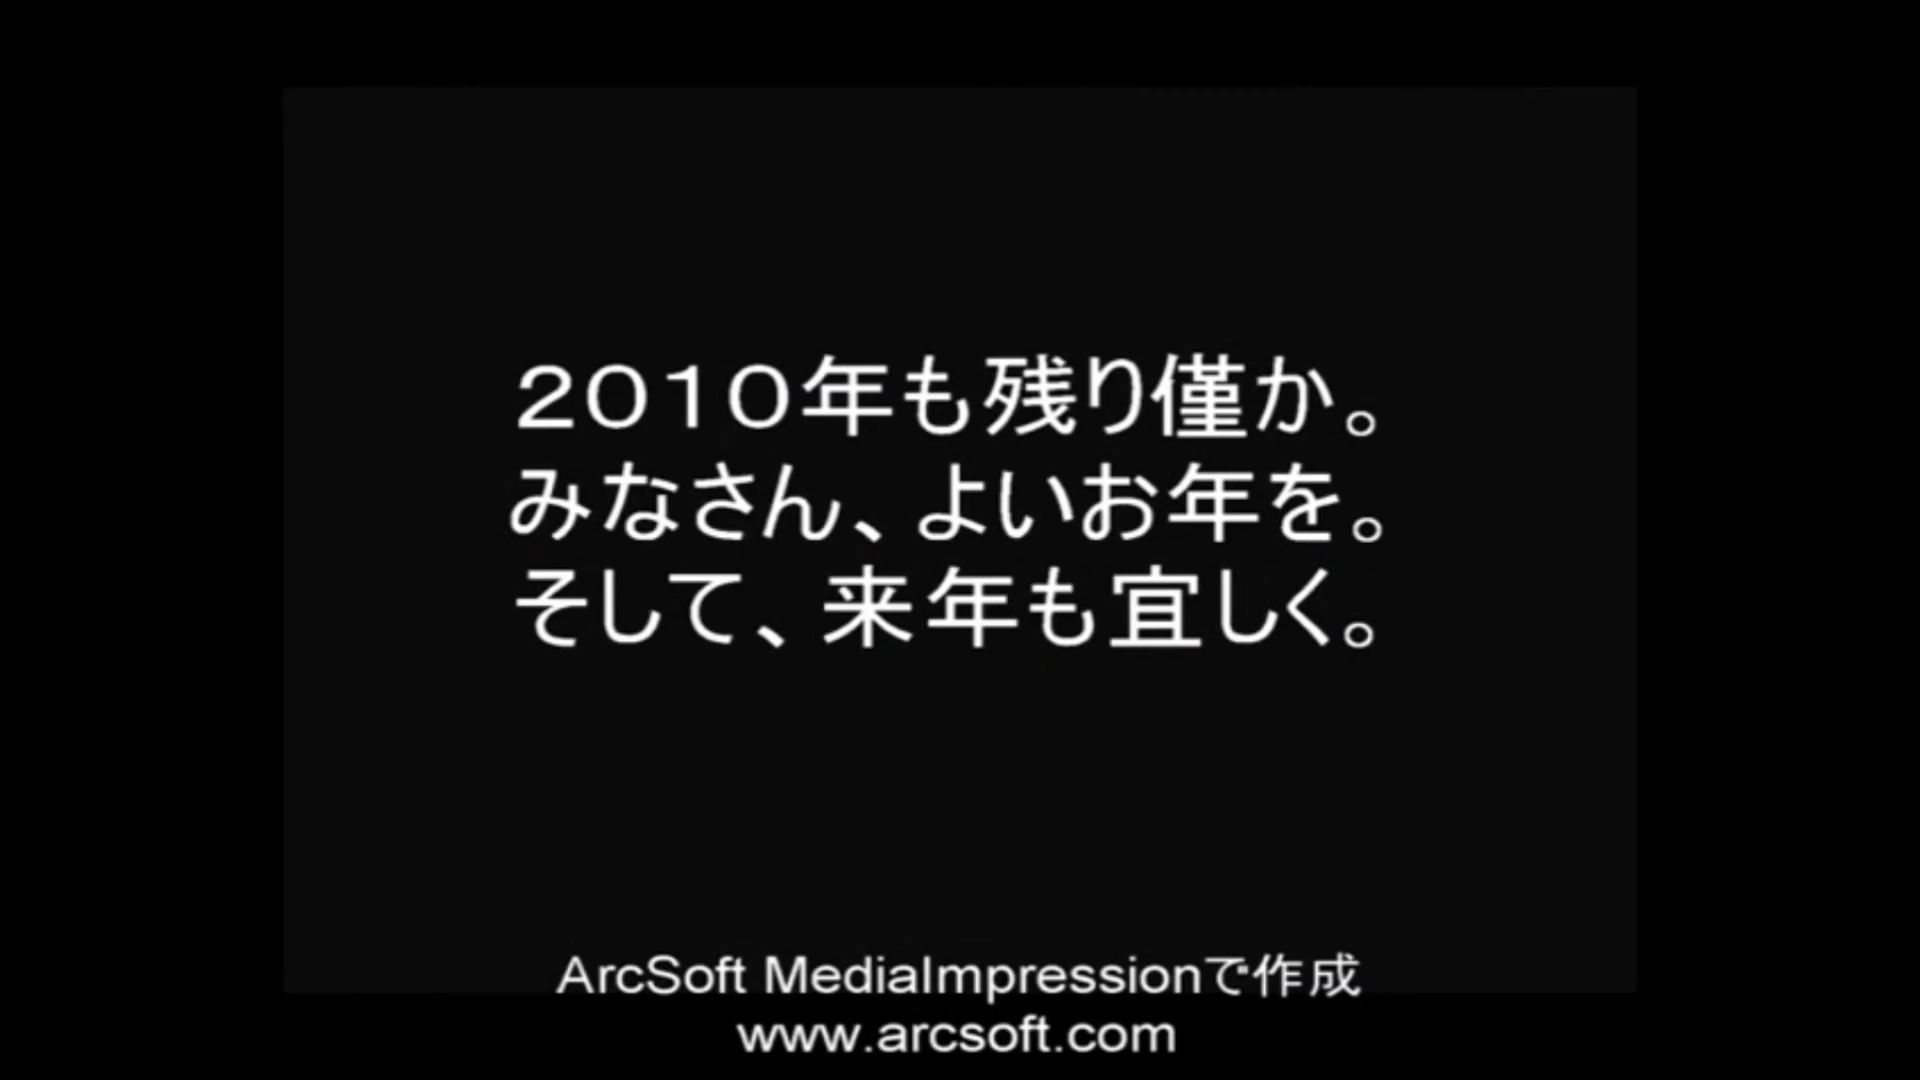 ２０１０年も残り僅か。
みなさん、よいお年を。
そして、来年も宜しく。
ArcSoft MediaImpressionで作成
www.arcsoft.com